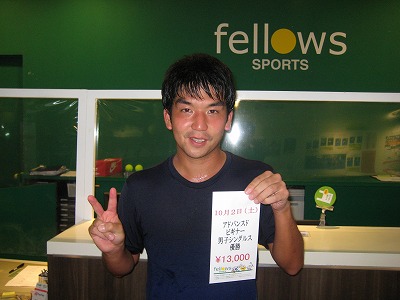 fellows
SPORTS
10月2日(土)
アドバンスド
ビギナー
男子シングルス
優勝
¥13,000
fellows